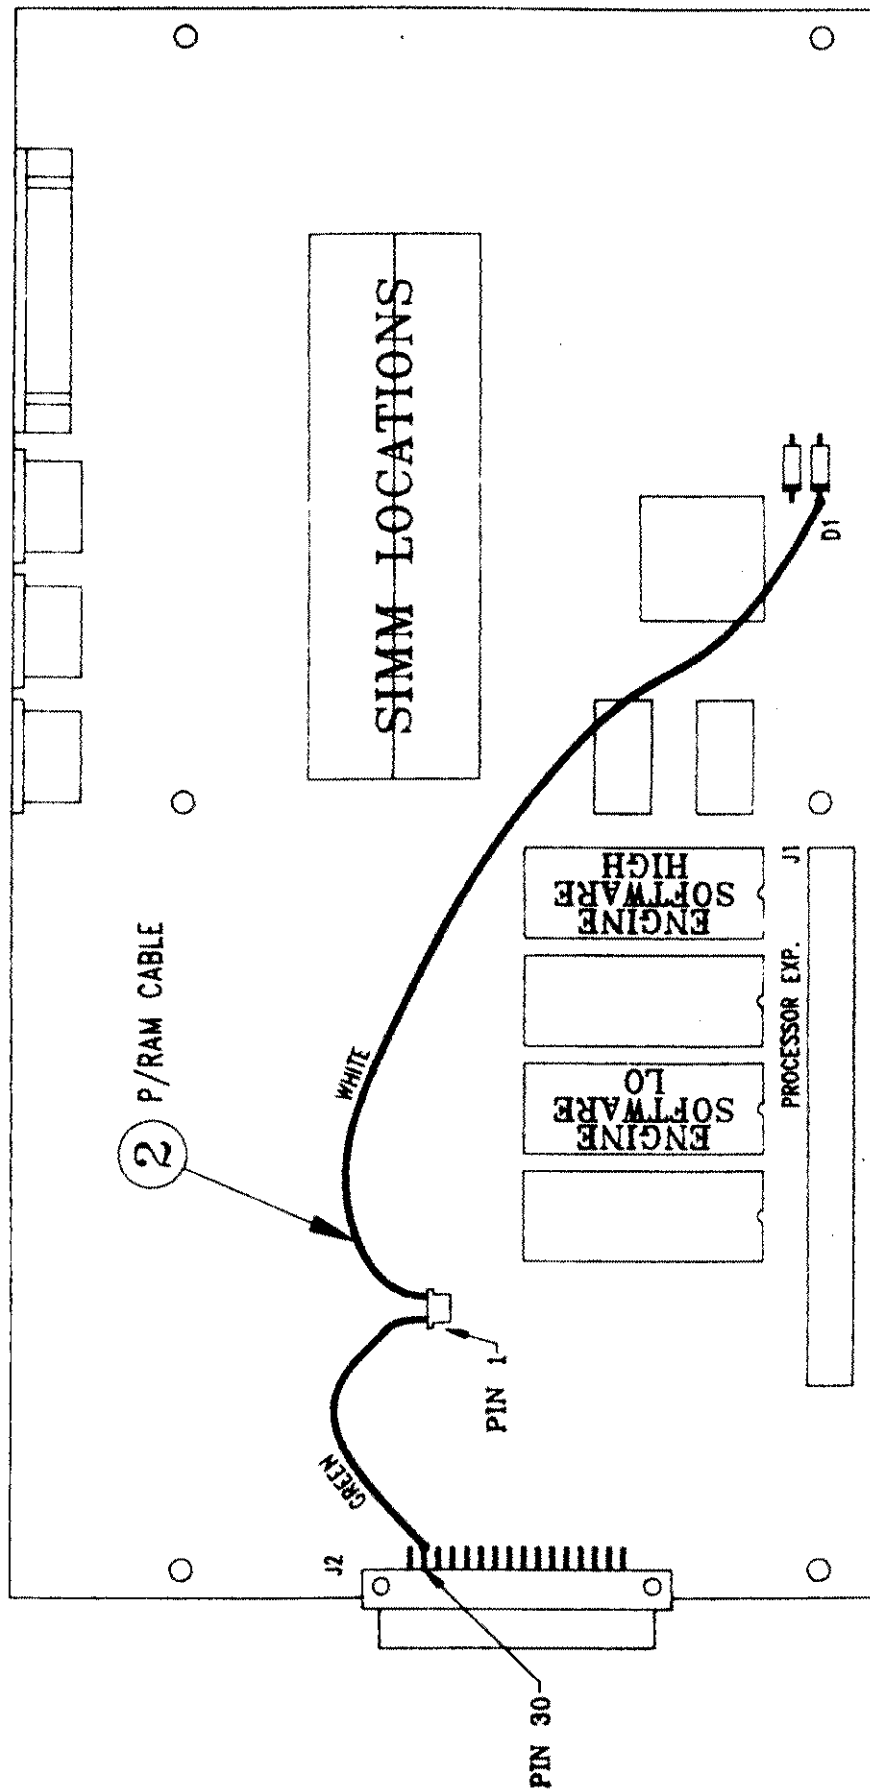 2 P/RAM CABLE
SIMM LOCATIONS
WHITE
GREEN
J2
PIN 1
PIN 30
ENGINE
SOFTWARE
LO
ENGINE
SOFTWARE
HIGH
PROCESSOR EXP.
J1
D1